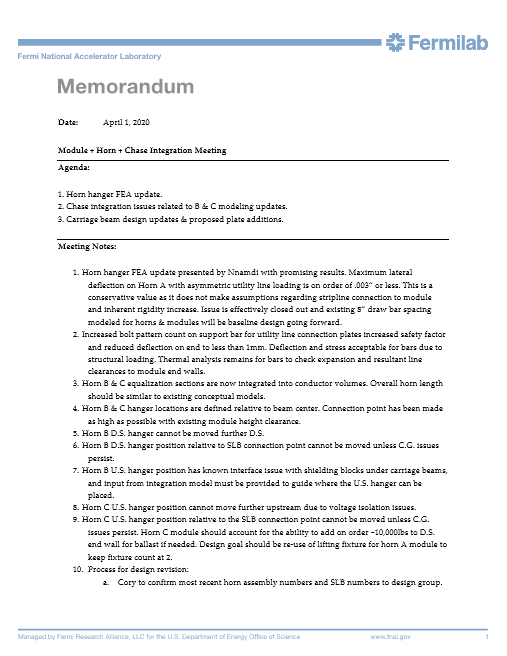 Fermilab
Fermi National Accelerator Laboratory
Memorandum
Date: April 1, 2020
Module + Horn + Chase Integration Meeting
Agenda:
1. Horn hanger FEA update.
2. Chase integration issues related to B & C modeling updates.
3. Carriage beam design updates & proposed plate additions.
Meeting Notes:
1. Horn hanger FEA update presented by Nnamdi with promising results. Maximum lateral
deflection on Horn A with asymmetric utility line loading is on order of .003" or less. This is a
conservative value as it does not make assumptions regarding stripline connection to module
and inherent rigidity increase. Issue is effectively closed out and existing 8" draw bar spacing
modeled for horns & modules will be baseline design going forward.
2. Increased bolt pattern count on support bar for utility line connection plates increased safety factor
and reduced deflection on end to less than 1mm. Deflection and stress acceptable for bars due to
structural loading. Thermal analysis remains for bars to check expansion and resultant line
clearances to module end walls.
3. Horn B & C equalization sections are now integrated into conductor volumes. Overall horn length
should be similar to existing conceptual models.
4. Horn B & C hanger locations are defined relative to beam center. Connection point has been made
as high as possible with existing module height clearance.
5. Horn B D.S. hanger cannot be moved further D.S.
6. Horn B D.S. hanger position relative to SLB connection point cannot be moved unless C.G. issues
persist.
7. Horn B U.S. hanger position has known interface issue with shielding blocks under carriage beams,
and input from integration model must be provided to guide where the U.S. hanger can be
placed.
8. Horn C U.S. hanger position cannot move further upstream due to voltage isolation issues.
9. Horn C U.S. hanger position relative to the SLB connection point cannot be moved unless C.G.
issues persist. Horn C module should account for the ability to add on order ~10,000lbs to D.S.
end wall for ballast if needed. Design goal should be re-use of lifting fixture for horn A module to
keep fixture count at 2.
10. Process for design revision:
a. Cory to confirm most recent horn assembly numbers and SLB numbers to design group.
Managed by Fermi Research Alliance, LLC for the U.S. Department of Energy Office of Science www.fnal.gov 1